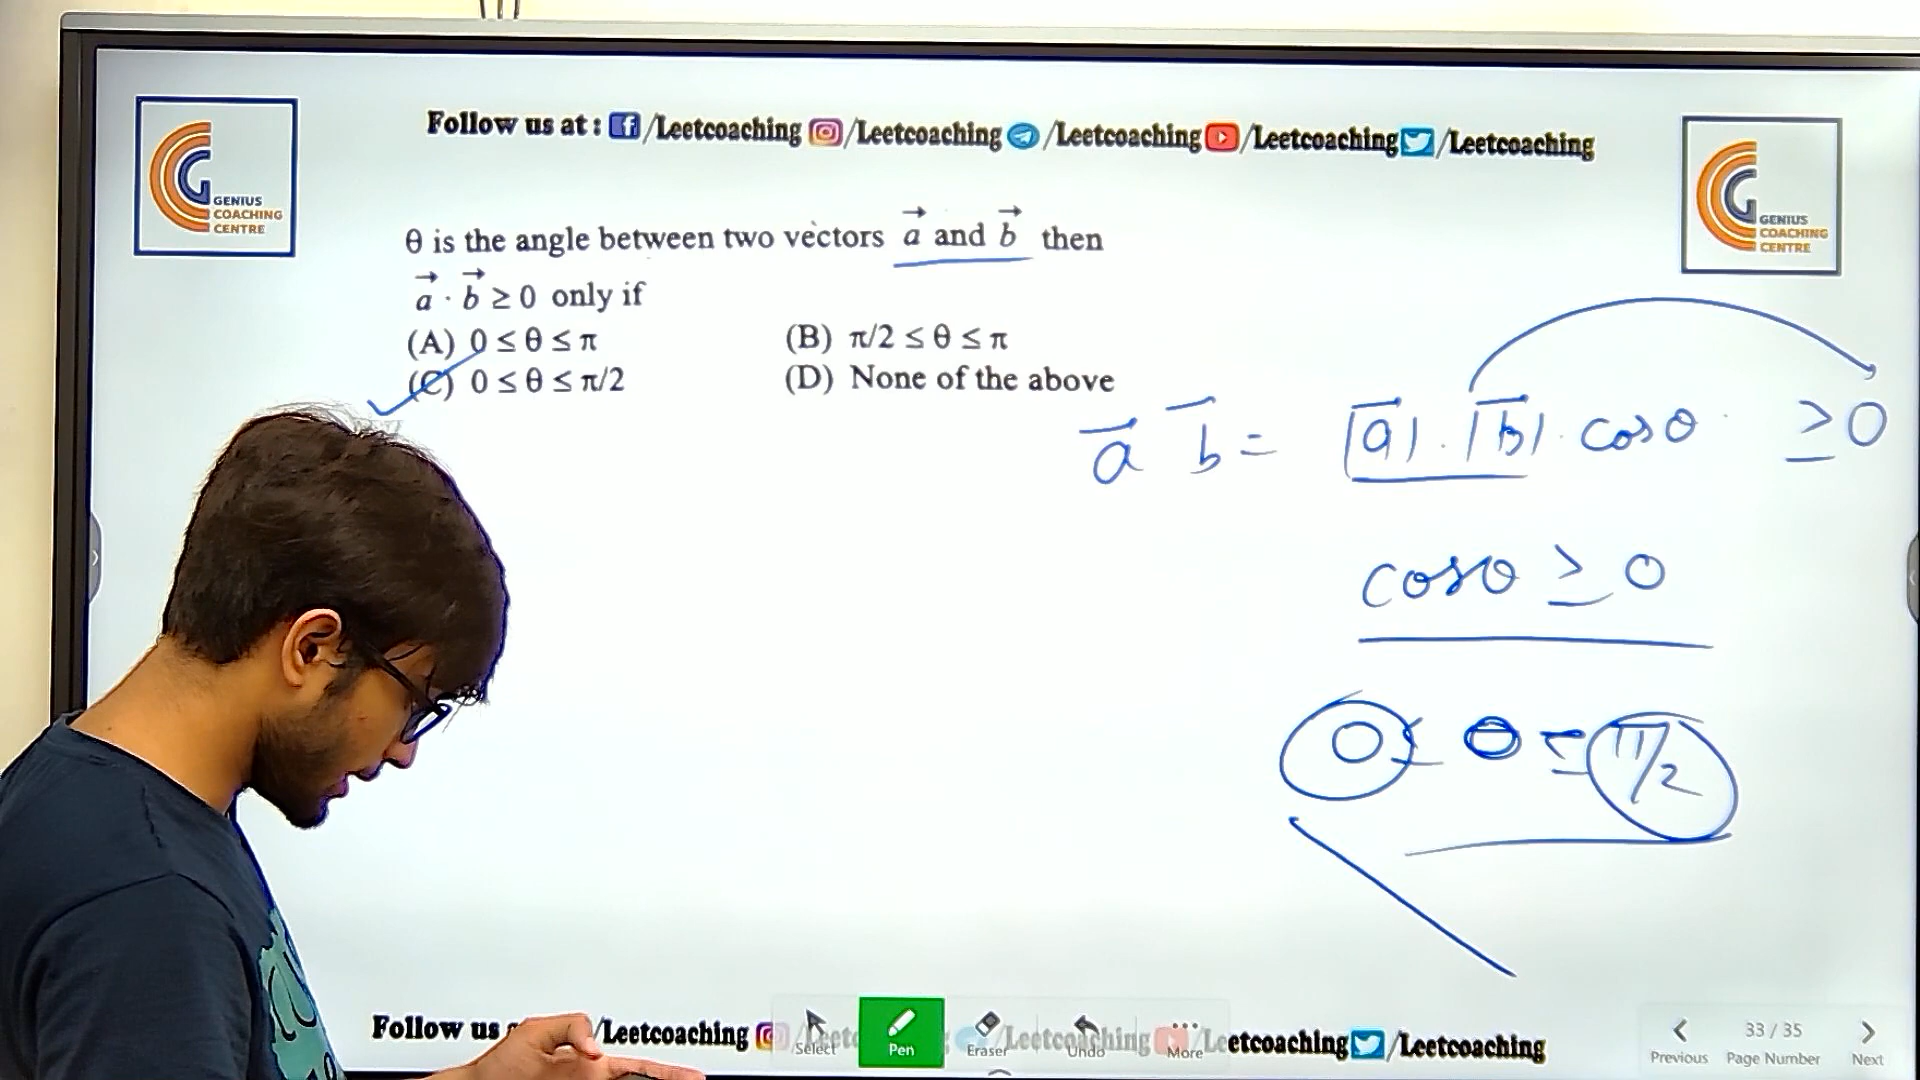 Follow us at : /Leetcoaching /Leetcoaching /Leetcoaching /Leetcoaching /Leetcoaching
GENIUS
COACHING
CENTRE
GENIUS
COACHING
CENTRE
θ is the angle between two vectors a⃗ and b⃗ then
a⃗ · b⃗ ≥ 0 only if
(A) 0 ≤ θ ≤ π (B) π/2 ≤ θ ≤ π
(C) 0 ≤ θ ≤ π/2 (D) None of the above
a̅ b̅ = |a̅| · |b̅| · cosθ ≥ 0
cosθ ≥ 0
0 ≤ θ ≤ π/2
Follow us /Leetcoaching /Leetcoaching /Leetcoaching
Select Pen Eraser Undo More
33 / 35
Previous Page Number Next